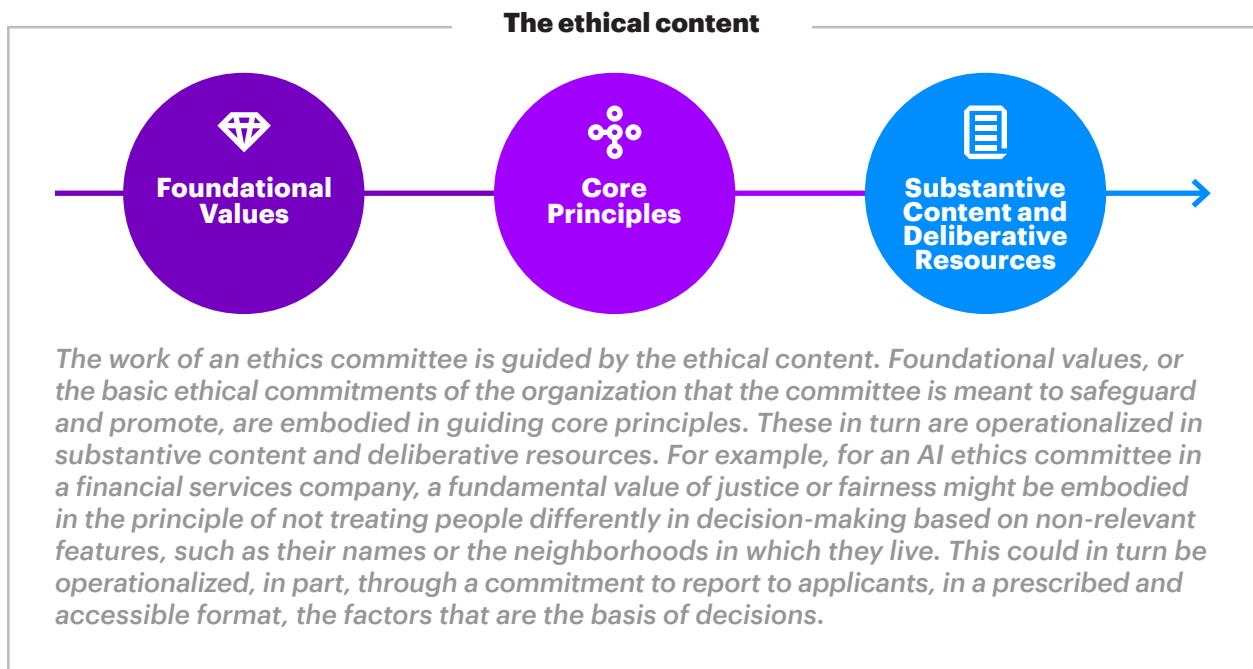 The ethical content
Foundational
Values
Core
Principles
Substantive
Content and
Deliberative
Resources
The work of an ethics committee is guided by the ethical content. Foundational values, or
the basic ethical commitments of the organization that the committee is meant to safeguard
and promote, are embodied in guiding core principles. These in turn are operationalized in
substantive content and deliberative resources. For example, for an AI ethics committee in
a financial services company, a fundamental value of justice or fairness might be embodied
in the principle of not treating people differently in decision-making based on non-relevant
features, such as their names or the neighborhoods in which they live. This could in turn be
operationalized, in part, through a commitment to report to applicants, in a prescribed and
accessible format, the factors that are the basis of decisions.